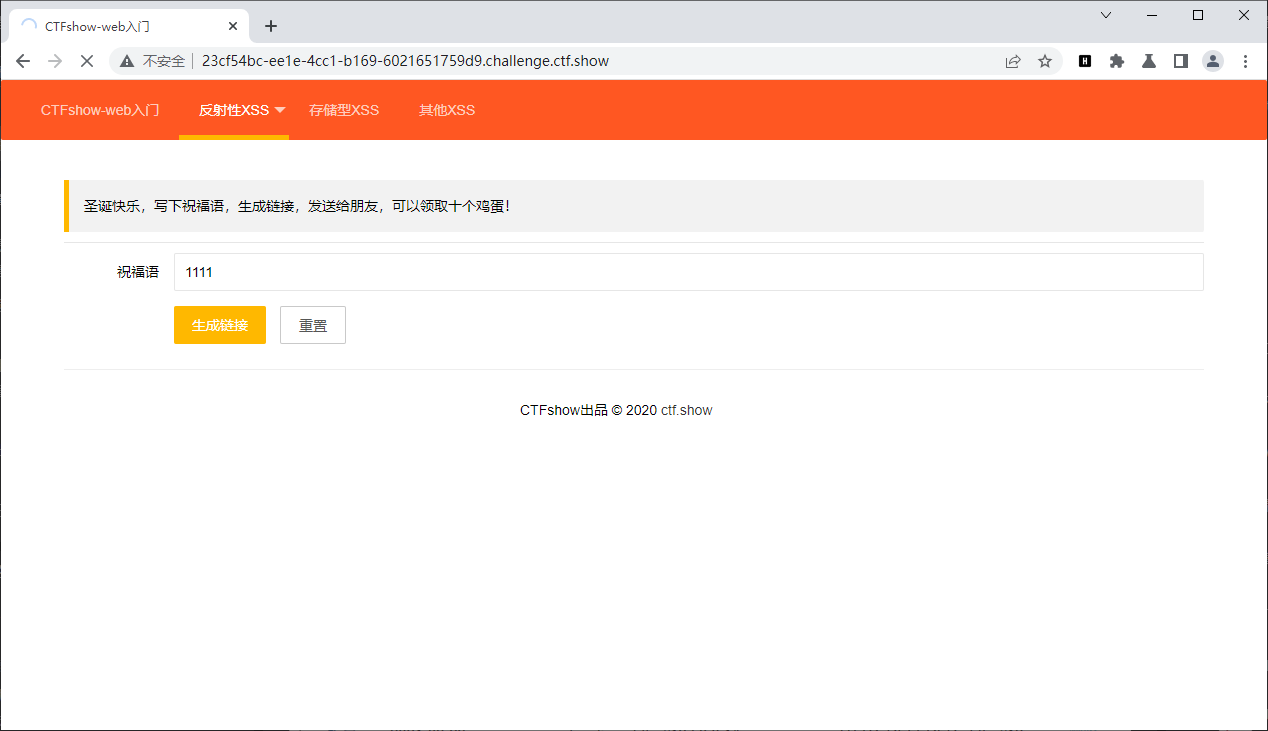 CTFshow-web入门
不安全 23cf54bc-ee1e-4cc1-b169-6021651759d9.challenge.ctf.show
CTFshow-web入门 反射性XSS 存储型XSS 其他XSS
圣诞快乐，写下祝福语，生成链接，发送给朋友，可以领取十个鸡蛋！
祝福语 1111
生成链接 重置
CTFshow出品 © 2020 ctf.show